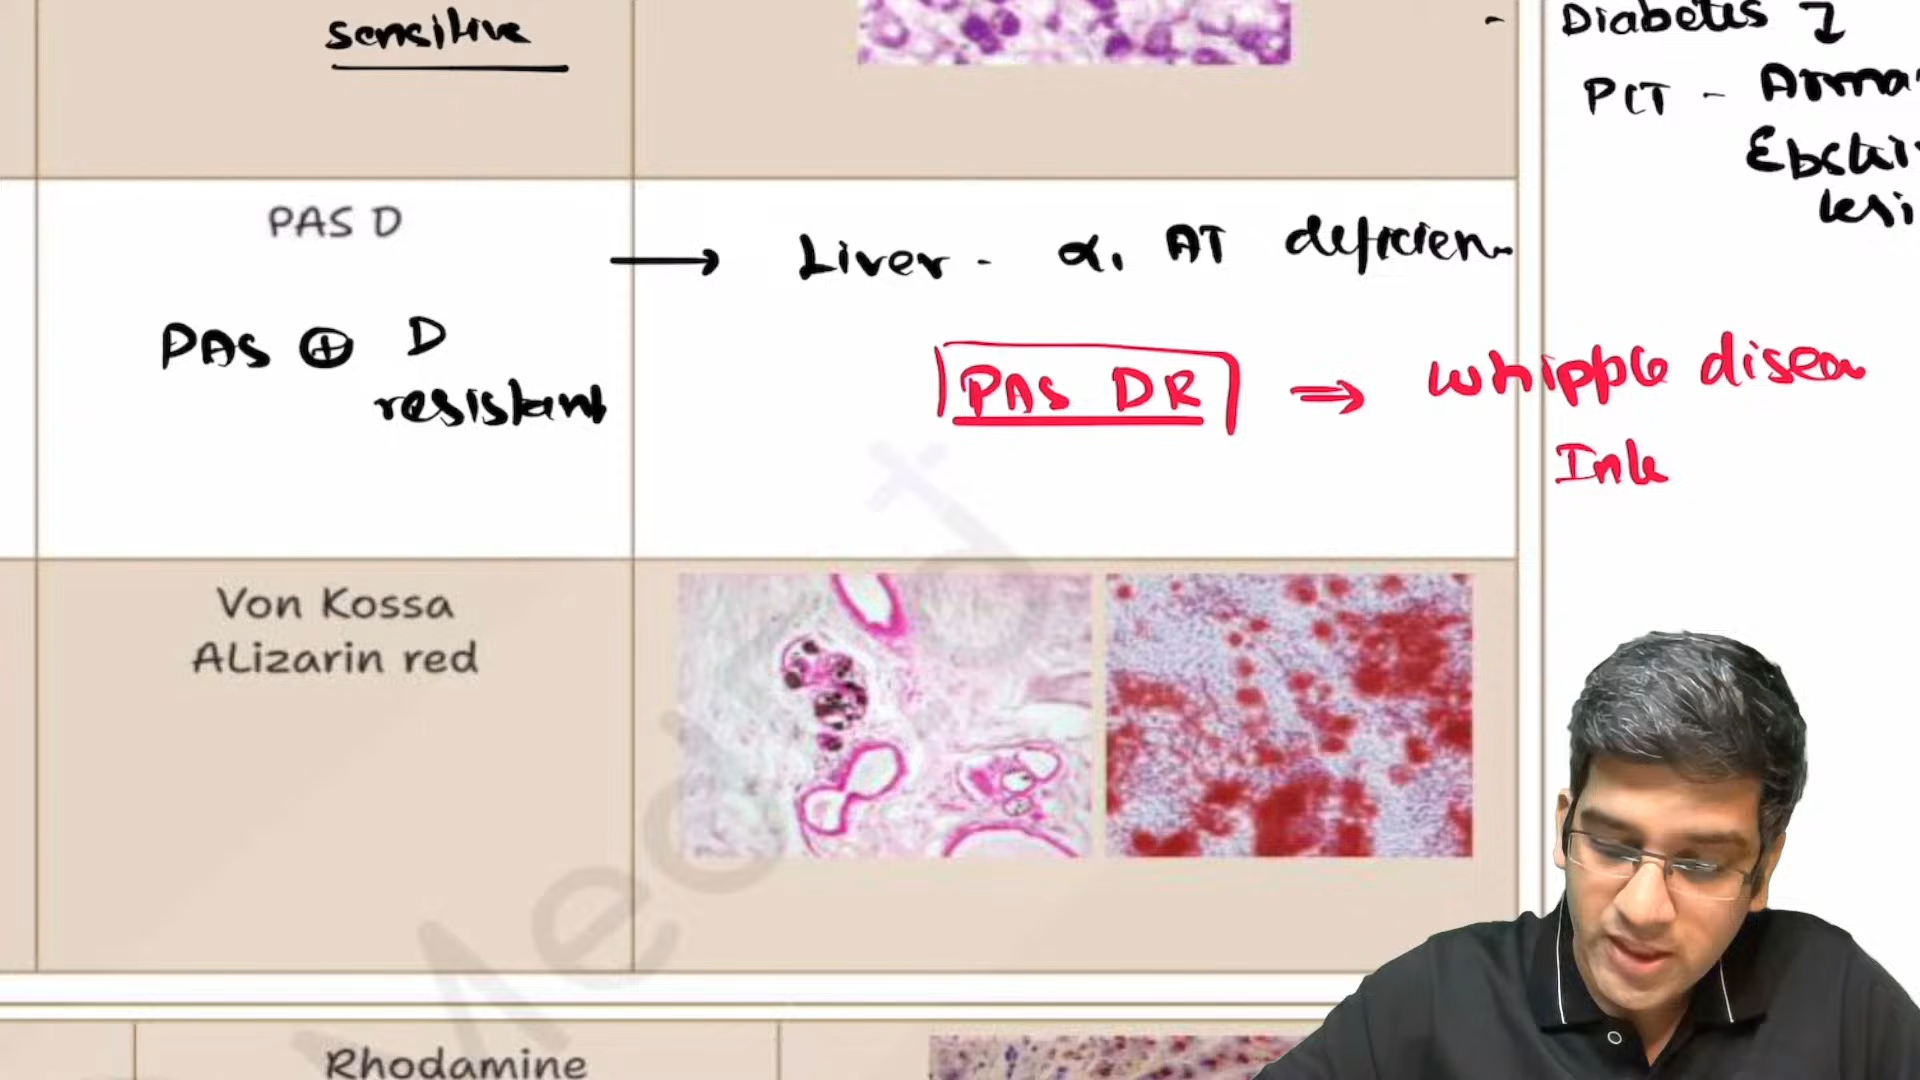 sensitive
Diabetes
PCT -
PAS D
Liver - α1 AT deficien
PAS ⊕ D
resistant
PAS DR ⇒ whipple disea
Von Kossa
ALizarin red
Rhodamine